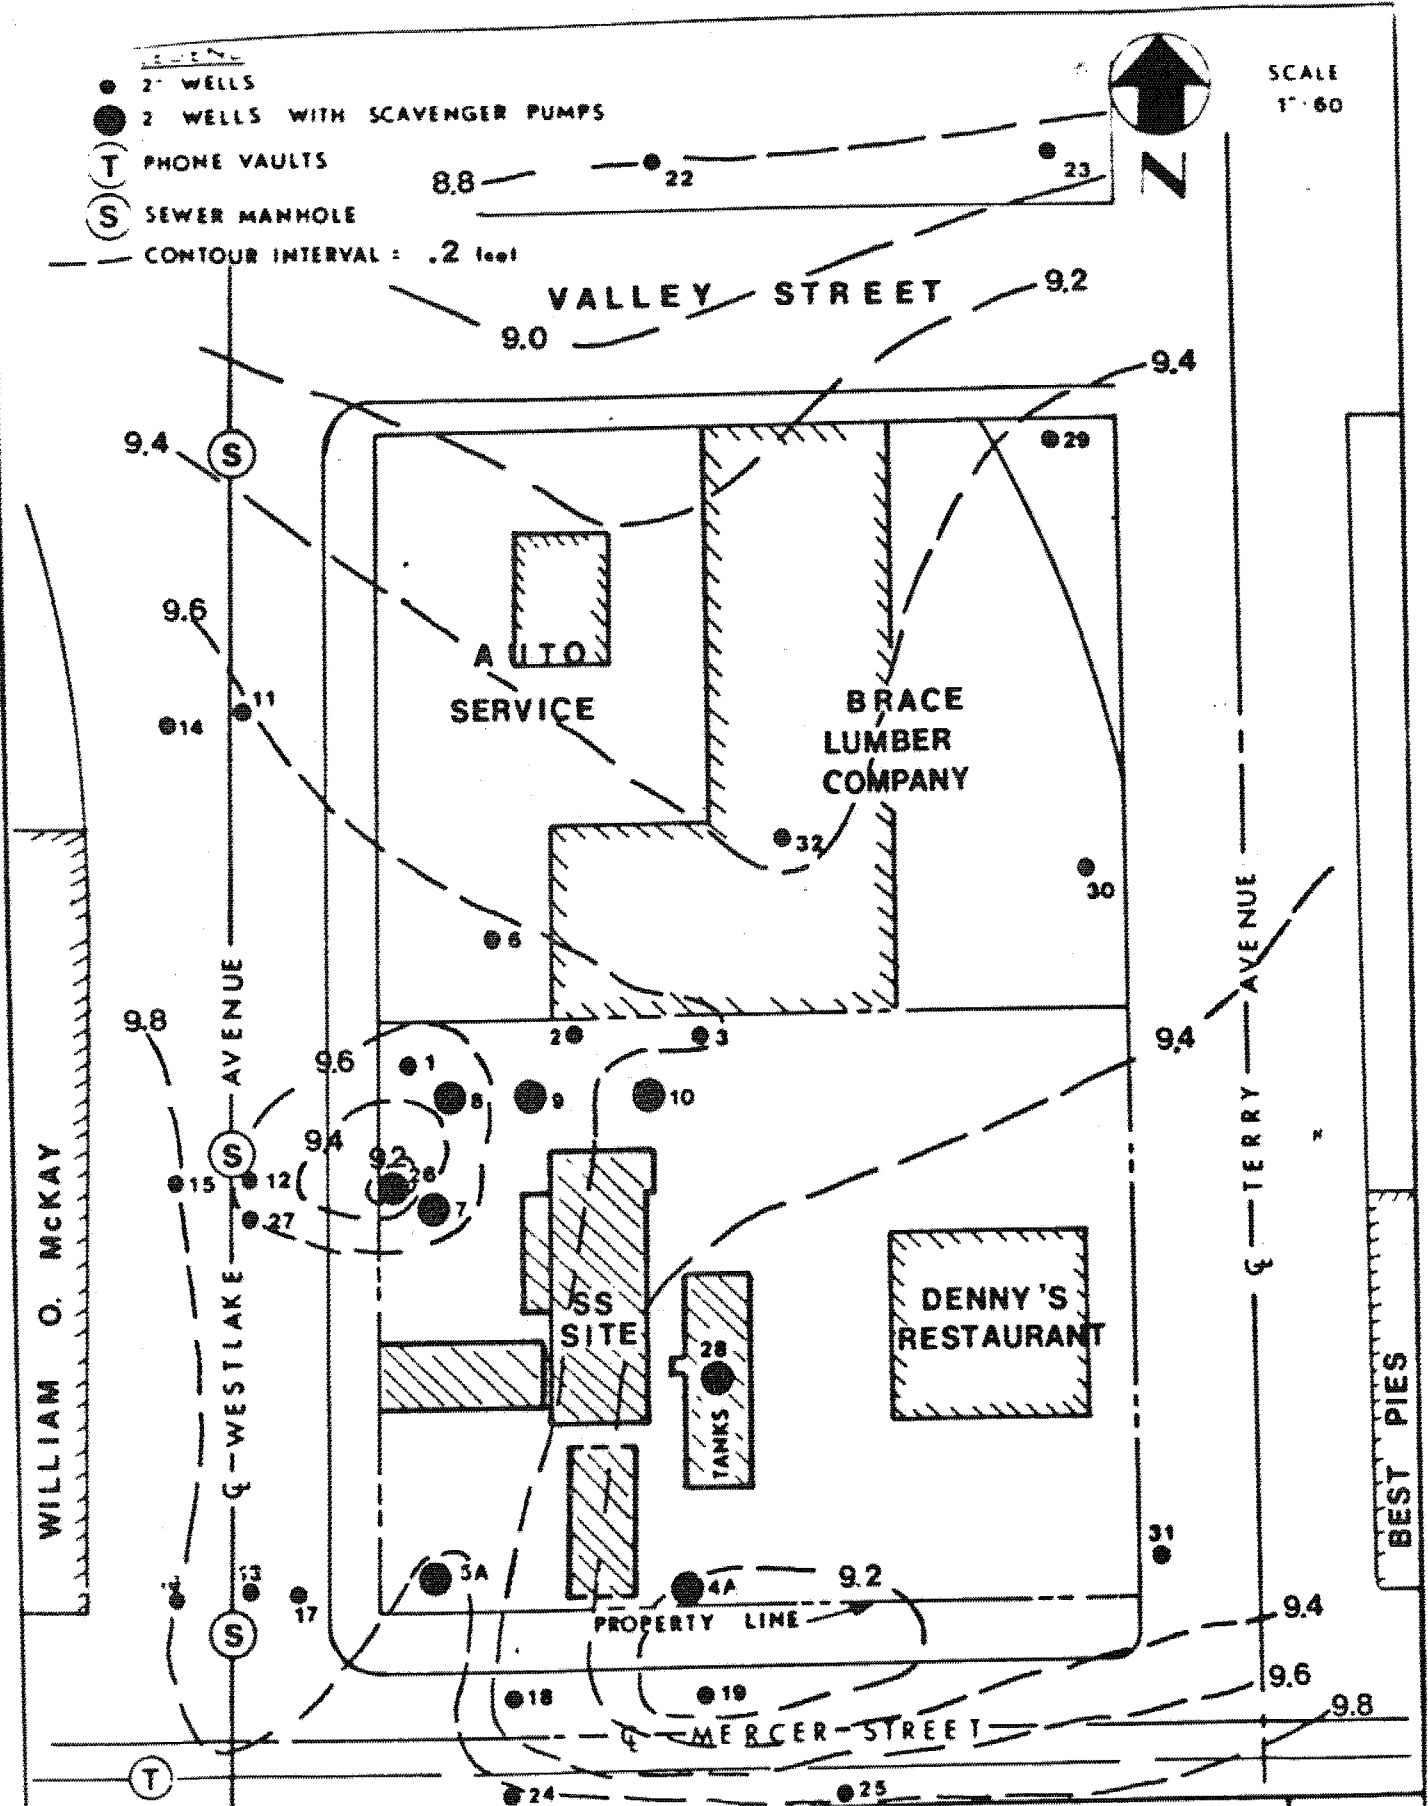 2" WELLS
2 WELLS WITH SCAVENGER PUMPS
T PHONE VAULTS
S SEWER MANHOLE
CONTOUR INTERVAL = .2 feet
N
SCALE
1"·60
8.8
22
23
VALLEY STREET
9.0
9.2
9.4
9.4
S
29
9.6
AUTO
SERVICE
11
14
BRACE
LUMBER
COMPANY
32
30
6
9.8
9.6
2
3
1
8
9
10
9.4
9.4
9.2
S
15
12
27
26
7
WILLIAM O. McKAY
WESTLAKE AVENUE
TERRY AVENUE
SS
SITE
28
TANKS
DENNY'S
RESTAURANT
BEST PIES
31
13
17
5A
4A
9.2
PROPERTY LINE
S
9.4
18
19
9.6
9.8
MERCER STREET
T
24
25